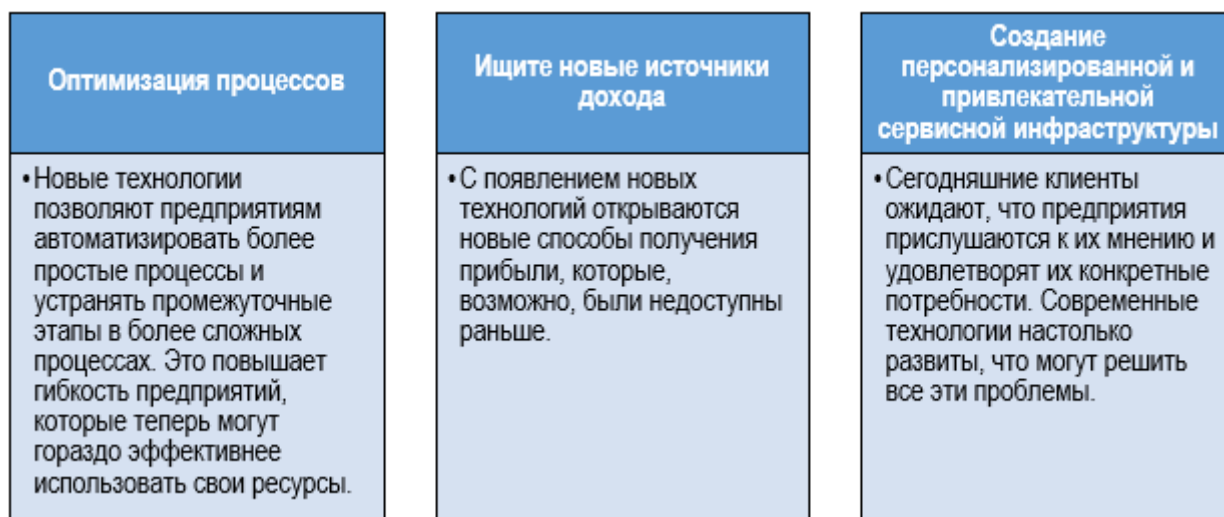 Оптимизация процессов
•Новые технологии
позволяют предприятиям
автоматизировать более
простые процессы и
устранять промежуточные
этапы в более сложных
процессах. Это повышает
гибкость предприятий,
которые теперь могут
гораздо эффективнее
использовать свои ресурсы.
Ищите новые источники
дохода
•С появлением новых
технологий открываются
новые способы получения
прибыли, которые,
возможно, были недоступны
раньше.
Создание
персонализированной и
привлекательной
сервисной инфраструктуры
•Сегодняшние клиенты
ожидают, что предприятия
прислушаются к их мнению и
удовлетворят их конкретные
потребности. Современные
технологии настолько
развиты, что могут решить
все эти проблемы.